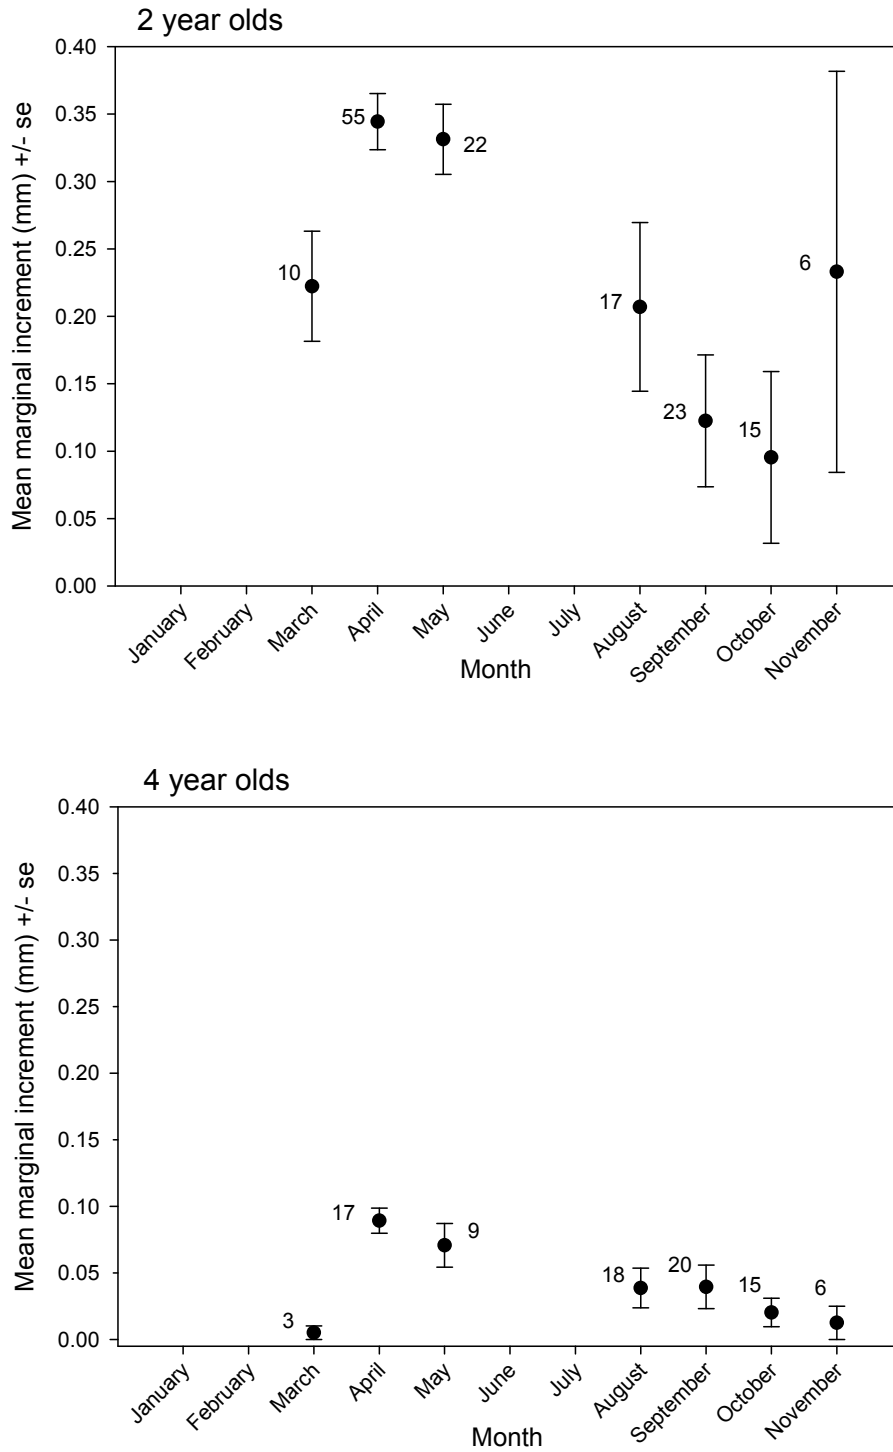 2 year olds
Mean marginal increment (mm) +/- se
0.40
0.35
0.30
0.25
0.20
0.15
0.10
0.05
0.00
10
55
22
17
23
15
6
January
February
March
April
May
June
July
August
September
October
November
Month
4 year olds
Mean marginal increment (mm) +/- se
0.40
0.35
0.30
0.25
0.20
0.15
0.10
0.05
0.00
3
17
9
18
20
15
6
January
February
March
April
May
June
July
August
September
October
November
Month